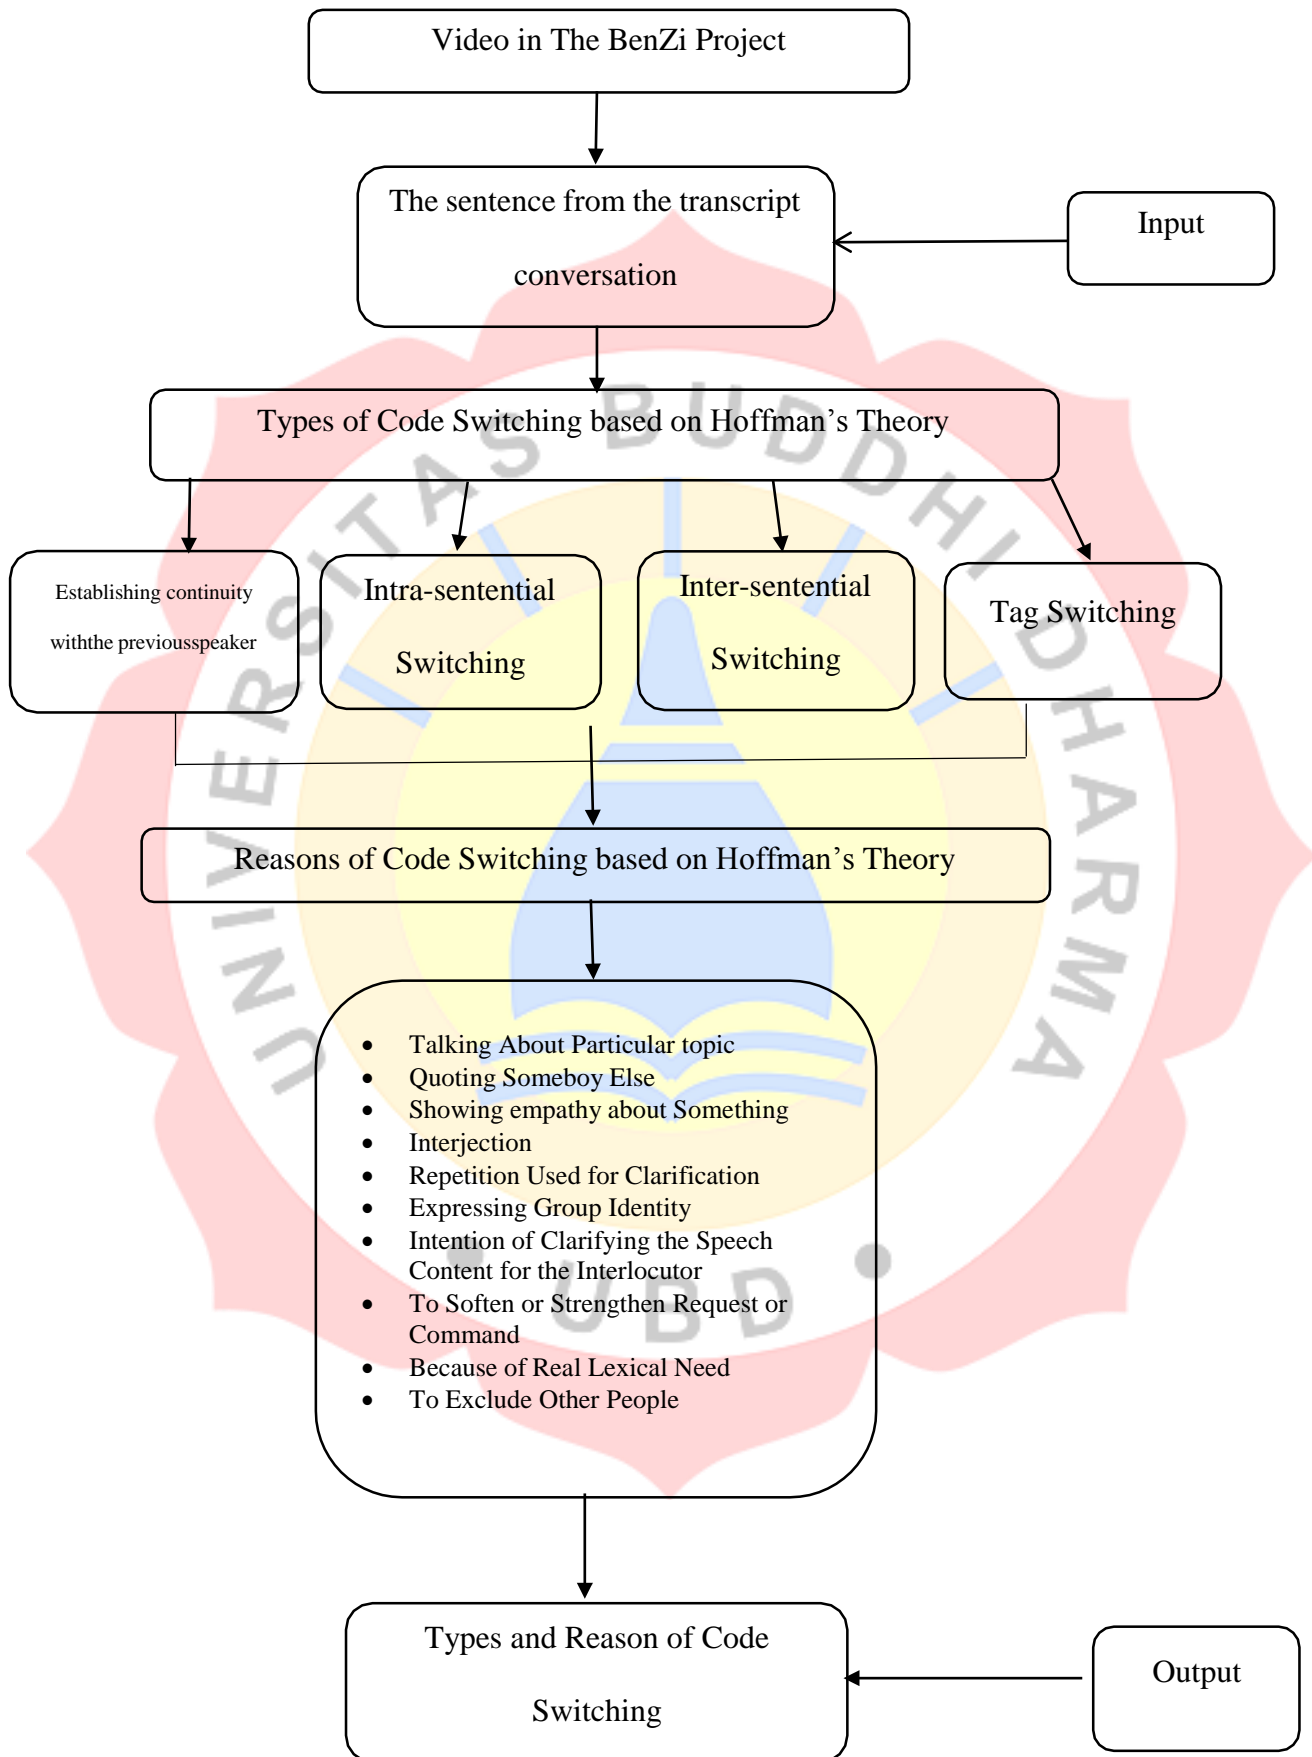 Video in The BenZi Project
The sentence from the transcript
conversation
Input
Types of Code Switching based on Hoffman’s Theory
Establishing continuity
withthe previousspeaker
Intra-sentential
Switching
Inter-sentential
Switching
Tag Switching
Reasons of Code Switching based on Hoffman’s Theory
• Talking About Particular topic
• Quoting Someboy Else
• Showing empathy about Something
• Interjection
• Repetition Used for Clarification
• Expressing Group Identity
• Intention of Clarifying the Speech
Content for the Interlocutor
• To Soften or Strengthen Request or
Command
• Because of Real Lexical Need
• To Exclude Other People
Types and Reason of Code
Switching
Output
UNIVERSITAS BUDDHI DHARMA
• UBD •